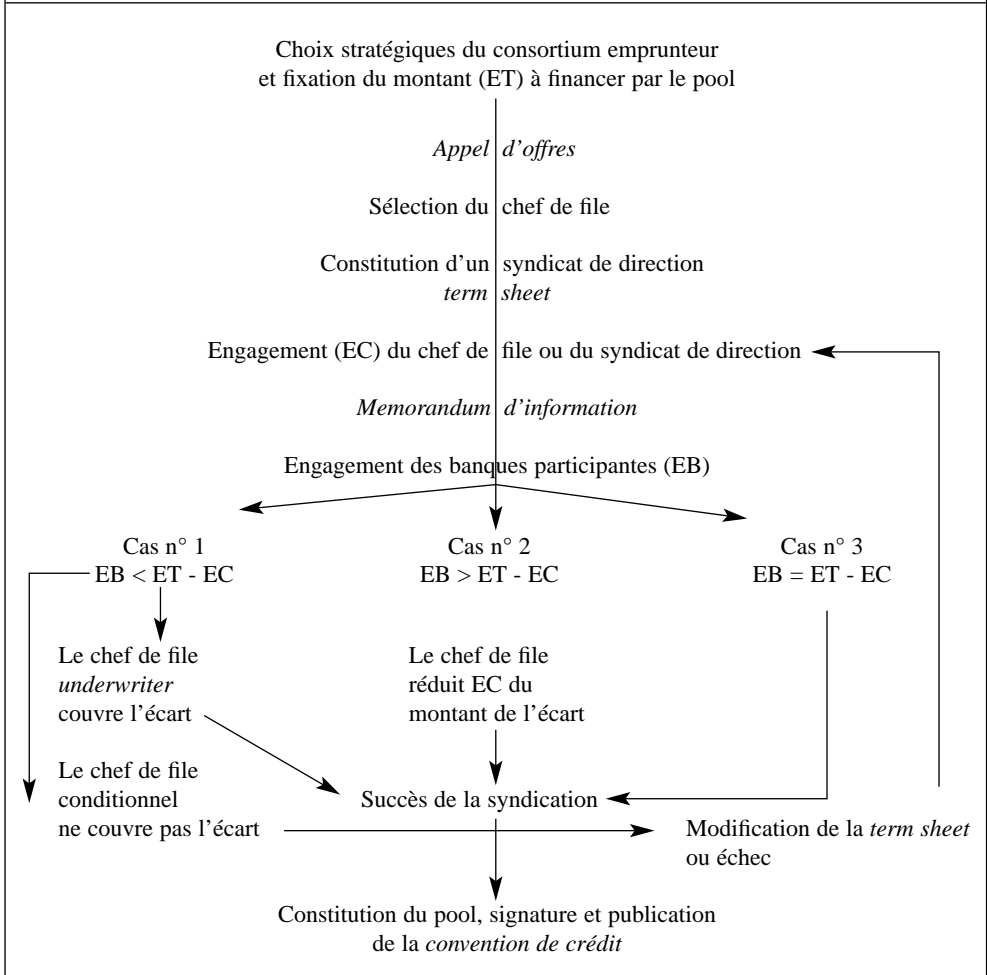 Choix stratégiques du consortium emprunteur
et fixation du montant (ET) à financer par le pool
Appel d'offres
Sélection du chef de file
Constitution d'un syndicat de direction
term sheet
Engagement (EC) du chef de file ou du syndicat de direction
Memorandum d'information
Engagement des banques participantes (EB)
Cas n° 1
EB < ET - EC
Cas n° 2
EB > ET - EC
Cas n° 3
EB = ET - EC
Le chef de file
underwriter
couvre l'écart
Le chef de file
réduit EC du
montant de l'écart
Le chef de file
conditionnel
ne couvre pas l'écart
Succès de la syndication
Modification de la term sheet
ou échec
Constitution du pool, signature et publication
de la convention de crédit